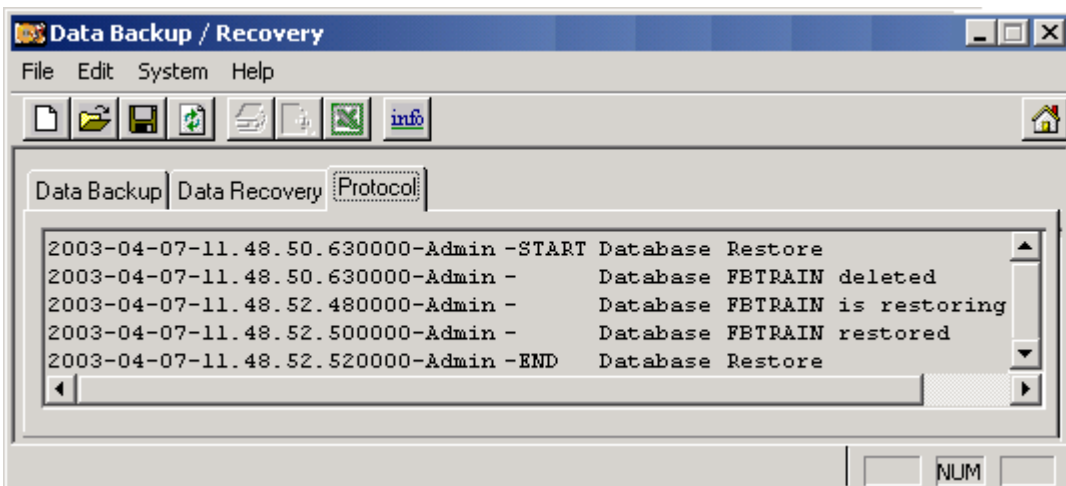 Data Backup / Recovery
File Edit System Help
info
Data Backup Data Recovery Protocol
2003-04-07-11.48.50.630000-Admin -START Database Restore
2003-04-07-11.48.50.630000-Admin - Database FBTRAIN deleted
2003-04-07-11.48.52.480000-Admin - Database FBTRAIN is restoring
2003-04-07-11.48.52.500000-Admin - Database FBTRAIN restored
2003-04-07-11.48.52.520000-Admin -END Database Restore
NUM